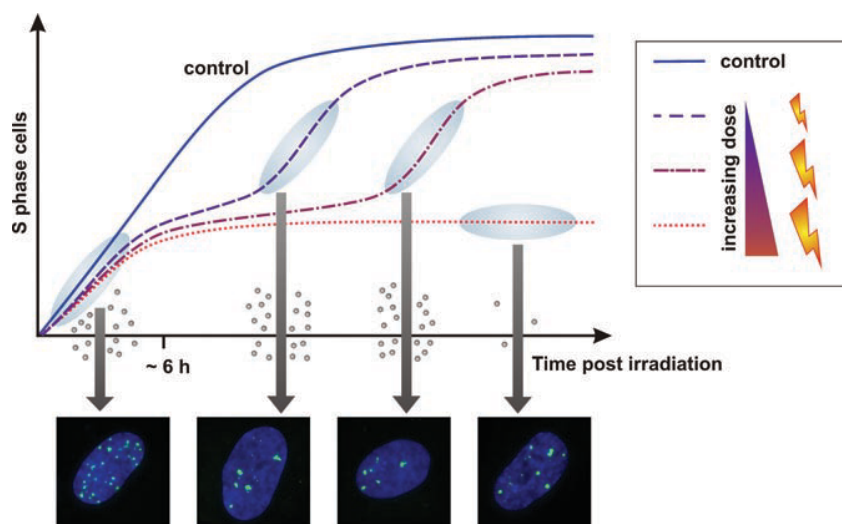 S phase cells
control
~ 6 h
Time post irradiation
control
increasing dose